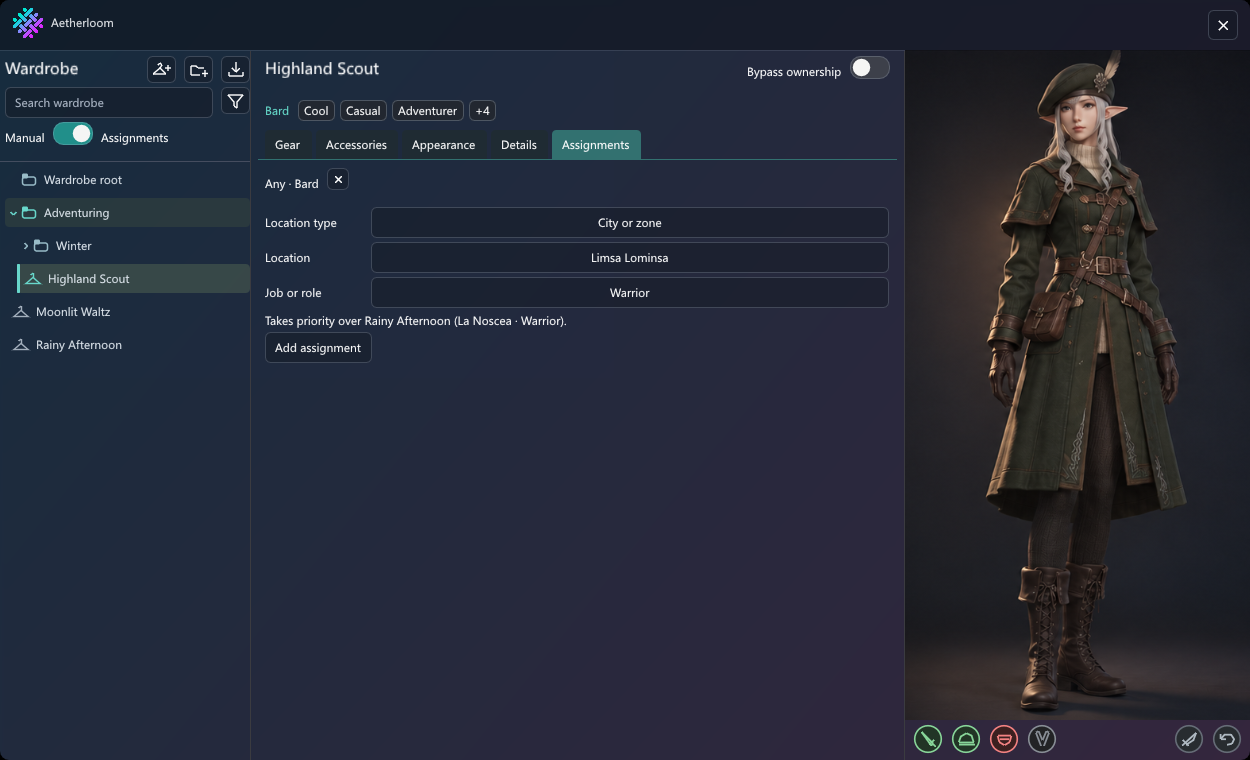 Aetherloom
Wardrobe
Search wardrobe
Manual Assignments
Wardrobe root
Adventuring
Winter
Highland Scout
Moonlit Waltz
Rainy Afternoon
Highland Scout
Bypass ownership
Bard Cool Casual Adventurer +4
Gear Accessories Appearance Details Assignments
Any · Bard
Location type City or zone
Location Limsa Lominsa
Job or role Warrior
Takes priority over Rainy Afternoon (La Noscea · Warrior).
Add assignment